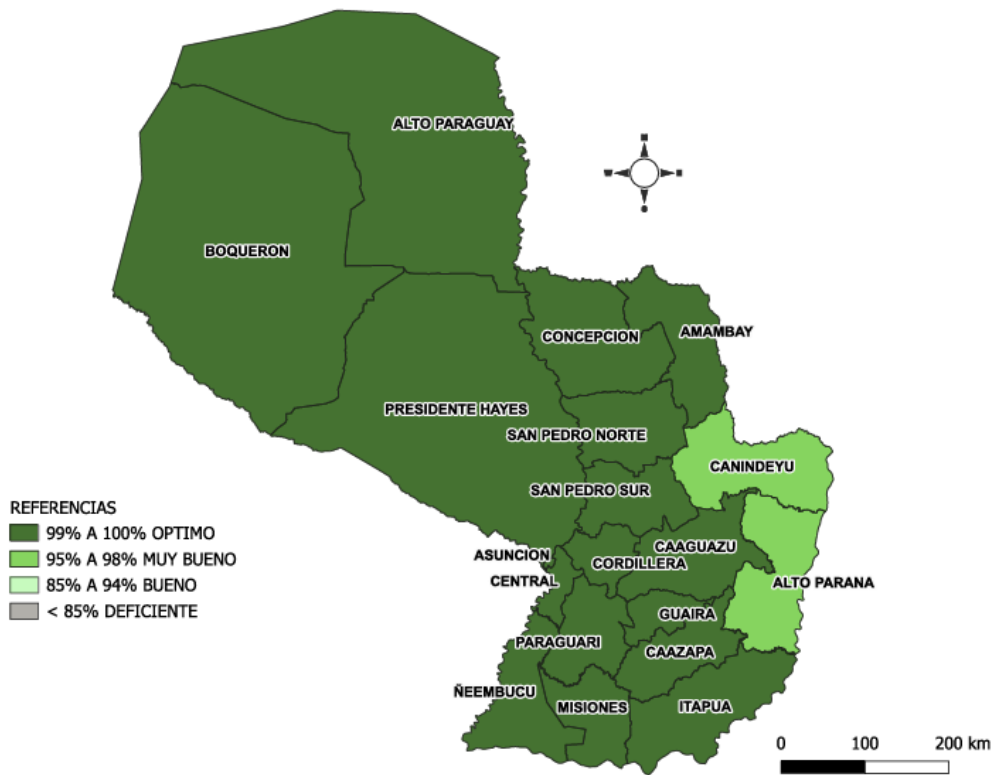 ALTO PARAGUAY
BOQUERON
CONCEPCION
AMAMBAY
PRESIDENTE HAYES
SAN PEDRO NORTE
CANINDEYU
SAN PEDRO SUR
REFERENCIAS
99% A 100% OPTIMO
95% A 98% MUY BUENO
85% A 94% BUENO
< 85% DEFICIENTE
ASUNCION
CAAGUAZU
CORDILLERA
CENTRAL
ALTO PARANA
GUAIRA
PARAGUARI
CAAZAPA
ÑEEMBUCU
MISIONES
ITAPUA
0 100 200 km